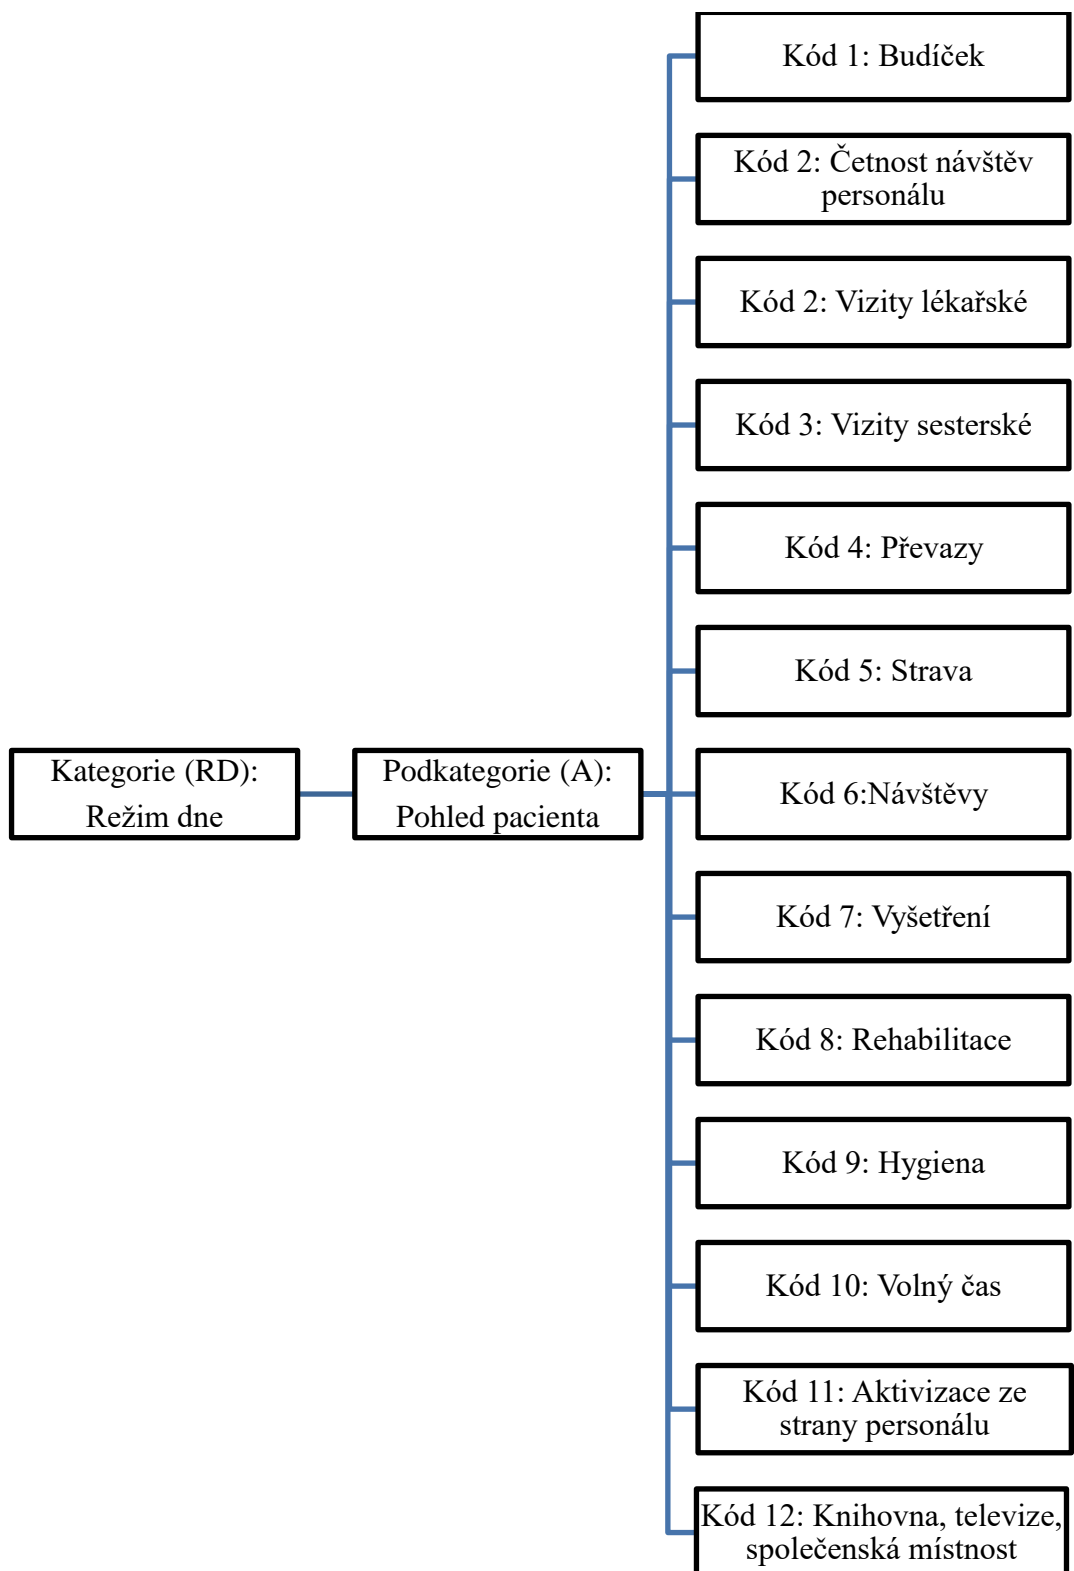 Kategorie (RD):
Režim dne
Podkategorie (A):
Pohled pacienta
Kód 1: Budíček
Kód 2: Četnost návštěv
personálu
Kód 2: Vizity lékařské
Kód 3: Vizity sesterské
Kód 4: Převazy
Kód 5: Strava
Kód 6:Návštěvy
Kód 7: Vyšetření
Kód 8: Rehabilitace
Kód 9: Hygiena
Kód 10: Volný čas
Kód 11: Aktivizace ze
strany personálu
Kód 12: Knihovna, televize,
společenská místnost